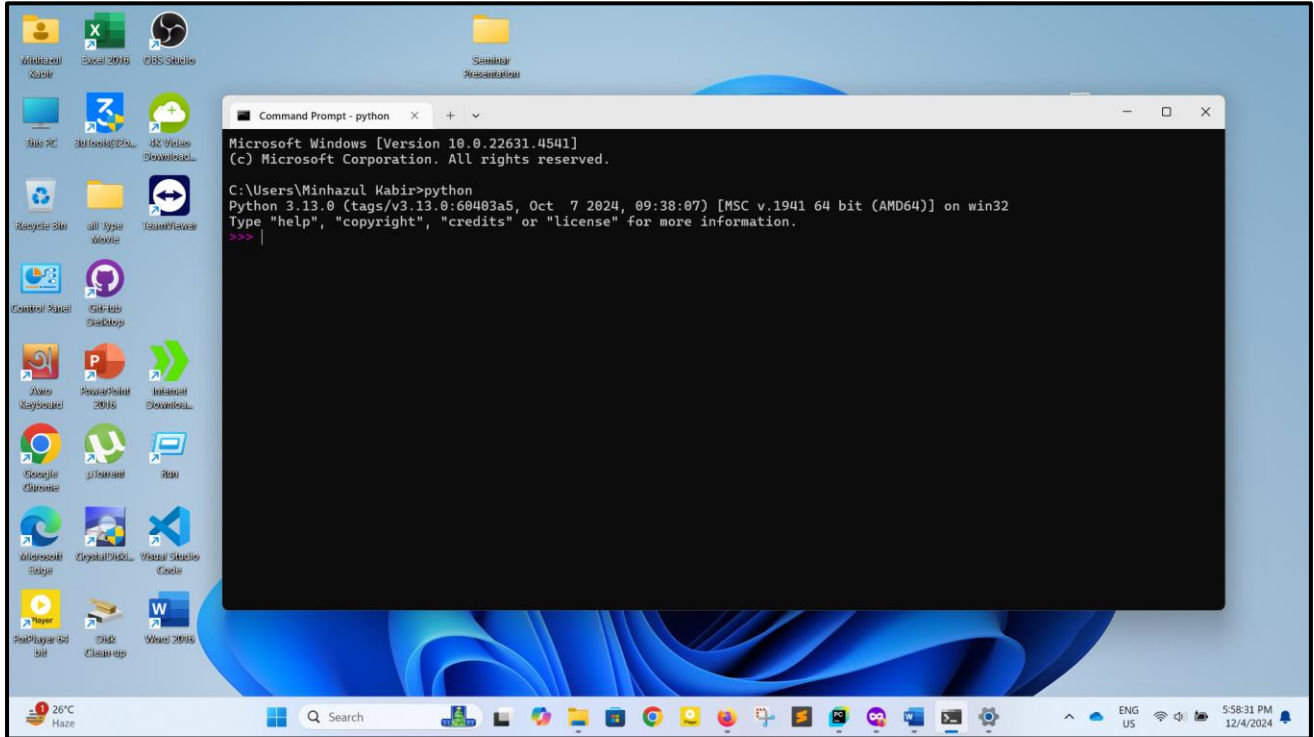 Minhazul
Kabir
Excel 2016
OBS Studio
Seminar
Presentation
This PC
3uTools(32b...
4K Video
Download...
Recycle Bin
all Type
Movie
TeamViewer
Control Panel
GitHub
Desktop
Avro
Keyboard
PowerPoint
2016
Internet
Downloa...
Google
Chrome
µTorrent
Run
Microsoft
Edge
CrystalDiskI...
Visual Studio
Code
PotPlayer 64
bit
Disk
Clean-up
Word 2016
Command Prompt - python
Microsoft Windows [Version 10.0.22631.4541]
(c) Microsoft Corporation. All rights reserved.
C:\Users\Minhazul Kabir>python
Python 3.13.0 (tags/v3.13.0:60403a5, Oct  7 2024, 09:38:07) [MSC v.1941 64 bit (AMD64)] on win32
Type "help", "copyright", "credits" or "license" for more information.
>>>
1
26°C
Haze
Search
ENG
US
5:58:31 PM
12/4/2024